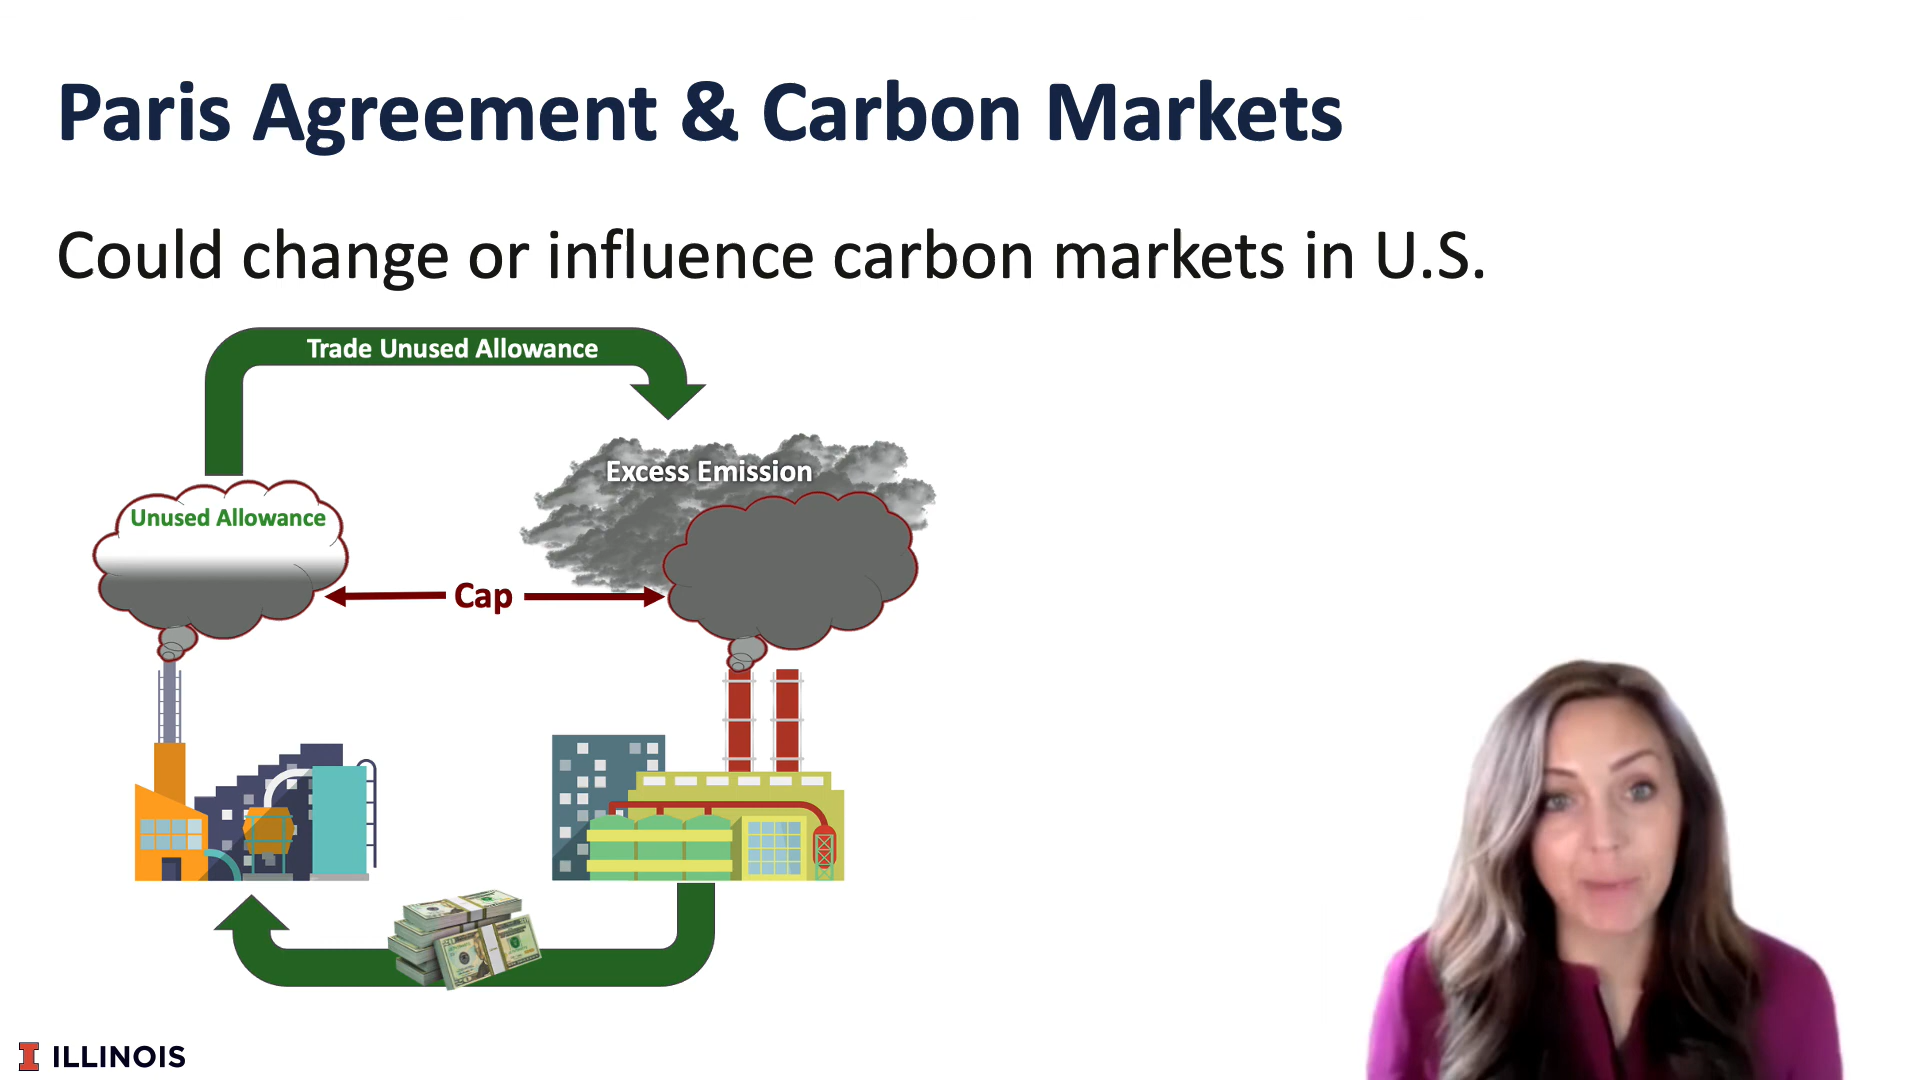 Paris Agreement & Carbon Markets
Could change or influence carbon markets in U.S.
Trade Unused Allowance
Excess Emission
Unused Allowance
Cap
ILLINOIS